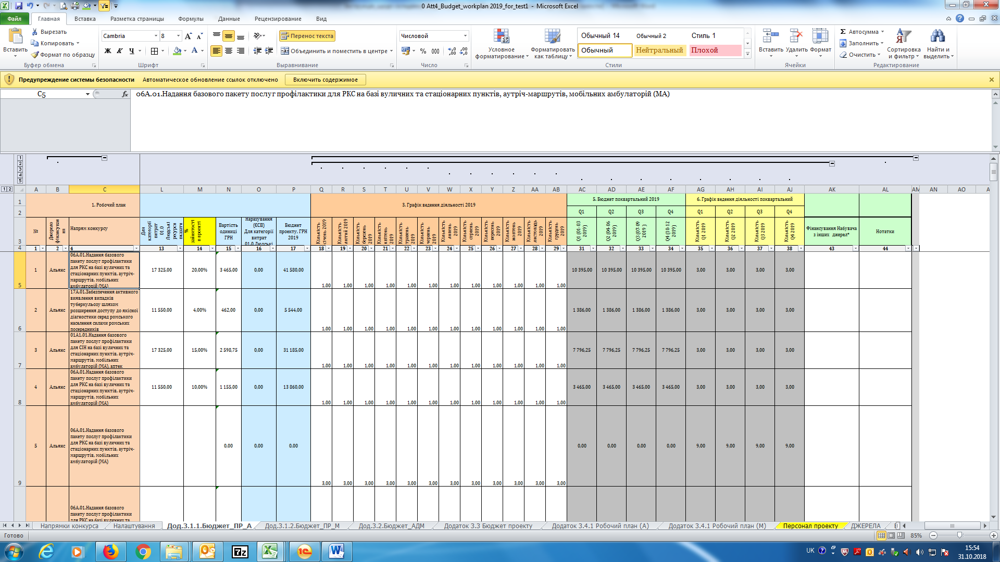 0 Att4_Budget_workplan 2019_for_test1 - Microsoft Excel
Файл Главная Вставка Разметка страницы Формулы Данные Рецензирование Вид
Вставить
Вырезать
Копировать
Формат по образцу
Буфер обмена
Cambria 8
Ж К Ч
Шрифт
Перенос текста
Объединить и поместить в центре
Выравнивание
Числовой
% 000
Число
Условное форматирование
Форматировать как таблицу
Обычный 14 Обычный 2 Стиль 1
Обычный Нейтральный Плохой
Стили
Вставить Удалить Формат
Ячейки
Автосумма
Заполнить
Очистить
Сортировка и фильтр
Найти и выделить
Редактирование
Предупреждение системы безопасности Автоматическое обновление ссылок отключено Включить содержимое
C5 fx 06А.01.Надання базового пакету послуг профілактики для РКС на базі вуличних та стаціонарних пунктів, аутріч-маршрутів, мобільних амбулаторій (МА)
1
2
3
4
5
1 2
A B C L M N O P Q R S T U V W X Y Z AA AB AC AD AE AF AG AH AI AJ AK AL AM AN AO
1 1. Робочий план 3. Графік ведення діяльності 2019 5. Бюджет поквартальний 2019 6. Графік ведення діяльності поквартальний
2 Q1 Q2 Q3 Q4 Q1 Q2 Q3 Q4
3 № Джерело фінансування Напрям конкурсу Для категорії витрат 01.0 Людські ресурси вказати % зайнятості в проекті Вартість одиниці ГРН Нарахування (ЄСВ) Для категорії витрат 01.0 Людські Бюджет проекту, ГРН 2019 Кількість січень 2019 Кількість лютий 2019 Кількість березень 2019 Кількість квітень 2019 Кількість травень 2019 Кількість червень 2019 Кількість липень 2019 Кількість серпень 2019 Кількість вересень 2019 Кількість жовтень 2019 Кількість листопадь 2019 Кількість грудень 2019 Q1 (01-03 2019) Q2 (04-06 2019) Q3 (07-09 2019 ) Q4 (10-12 2019) Кількість Q1 2019 Кількість Q2 2019 Кількість Q3 2019 Кількість Q4 2019 Фінансування Набувача з інших джерел* Нотатки
4 1 2 4 13 14 15 16 17 18 19 20 21 22 23 24 25 26 27 28 29 31 32 33 34 35 36 37 38 43 44
5 1 Альянс 06А.01.Надання базового пакету послуг профілактики для РКС на базі вуличних та стаціонарних пунктів, аутріч-маршрутів, мобільних амбулаторій (МА) 17 325,00 20,00% 3 465,00 0,00 41 580,00 1,00 1,00 1,00 1,00 1,00 1,00 1,00 1,00 1,00 1,00 1,00 1,00 10 395,00 10 395,00 10 395,00 10 395,00 3,00 3,00 3,00 3,00
6 2 Альянс 17А.01.Забезпечення активного виявлення випадків туберкульозу шляхом розширення доступу до якісної діагностики серед ромського населення силами ромських посередників 11 550,00 4,00% 462,00 0,00 5 544,00 1,00 1,00 1,00 1,00 1,00 1,00 1,00 1,00 1,00 1,00 1,00 1,00 1 386,00 1 386,00 1 386,00 1 386,00 3,00 3,00 3,00 3,00
7 3 Альянс 01А1.01.Надання базового пакету послуг профілактики для СІН на базі вуличних та стаціонарних пунктів, аутріч-маршрутів, мобільних амбулаторій (МА), аптек 17 325,00 15,00% 2 598,75 0,00 31 185,00 1,00 1,00 1,00 1,00 1,00 1,00 1,00 1,00 1,00 1,00 1,00 1,00 7 796,25 7 796,25 7 796,25 7 796,25 3,00 3,00 3,00 3,00
8 4 Альянс 06А.01.Надання базового пакету послуг профілактики для РКС на базі вуличних та стаціонарних пунктів, аутріч-маршрутів, мобільних амбулаторій (МА) 11 550,00 10,00% 1 155,00 0,00 13 860,00 1,00 1,00 1,00 1,00 1,00 1,00 1,00 1,00 1,00 1,00 1,00 1,00 3 465,00 3 465,00 3 465,00 3 465,00 3,00 3,00 3,00 3,00
9 5 Альянс 06А.01.Надання базового пакету послуг профілактики для РКС на базі вуличних та стаціонарних пунктів, аутріч-маршрутів, мобільних амбулаторій (МА) 0,00 0,00 0,00 3,00 3,00 3,00 3,00 3,00 3,00 3,00 3,00 3,00 3,00 3,00 3,00 0,00 0,00 0,00 0,00 9,00 9,00 9,00 9,00
06А.01.Надання базового пакету послуг профілактики для РКС на базі вуличних та
Напрямки конкурса Налаштування Дод.3.1.1.Бюджет_ПР_А Дод.3.1.2.Бюджет_ПР_М Дод.3.2.Бюджет_АДМ Додаток 3.3 Бюджет проекту Додаток 3.4.1 Робочий план (А) Додаток 3.4.1 Робочий план (М) Персонал проекту ДЖЕРЕЛА
Готово 85%
UK 15:54
31.10.2018